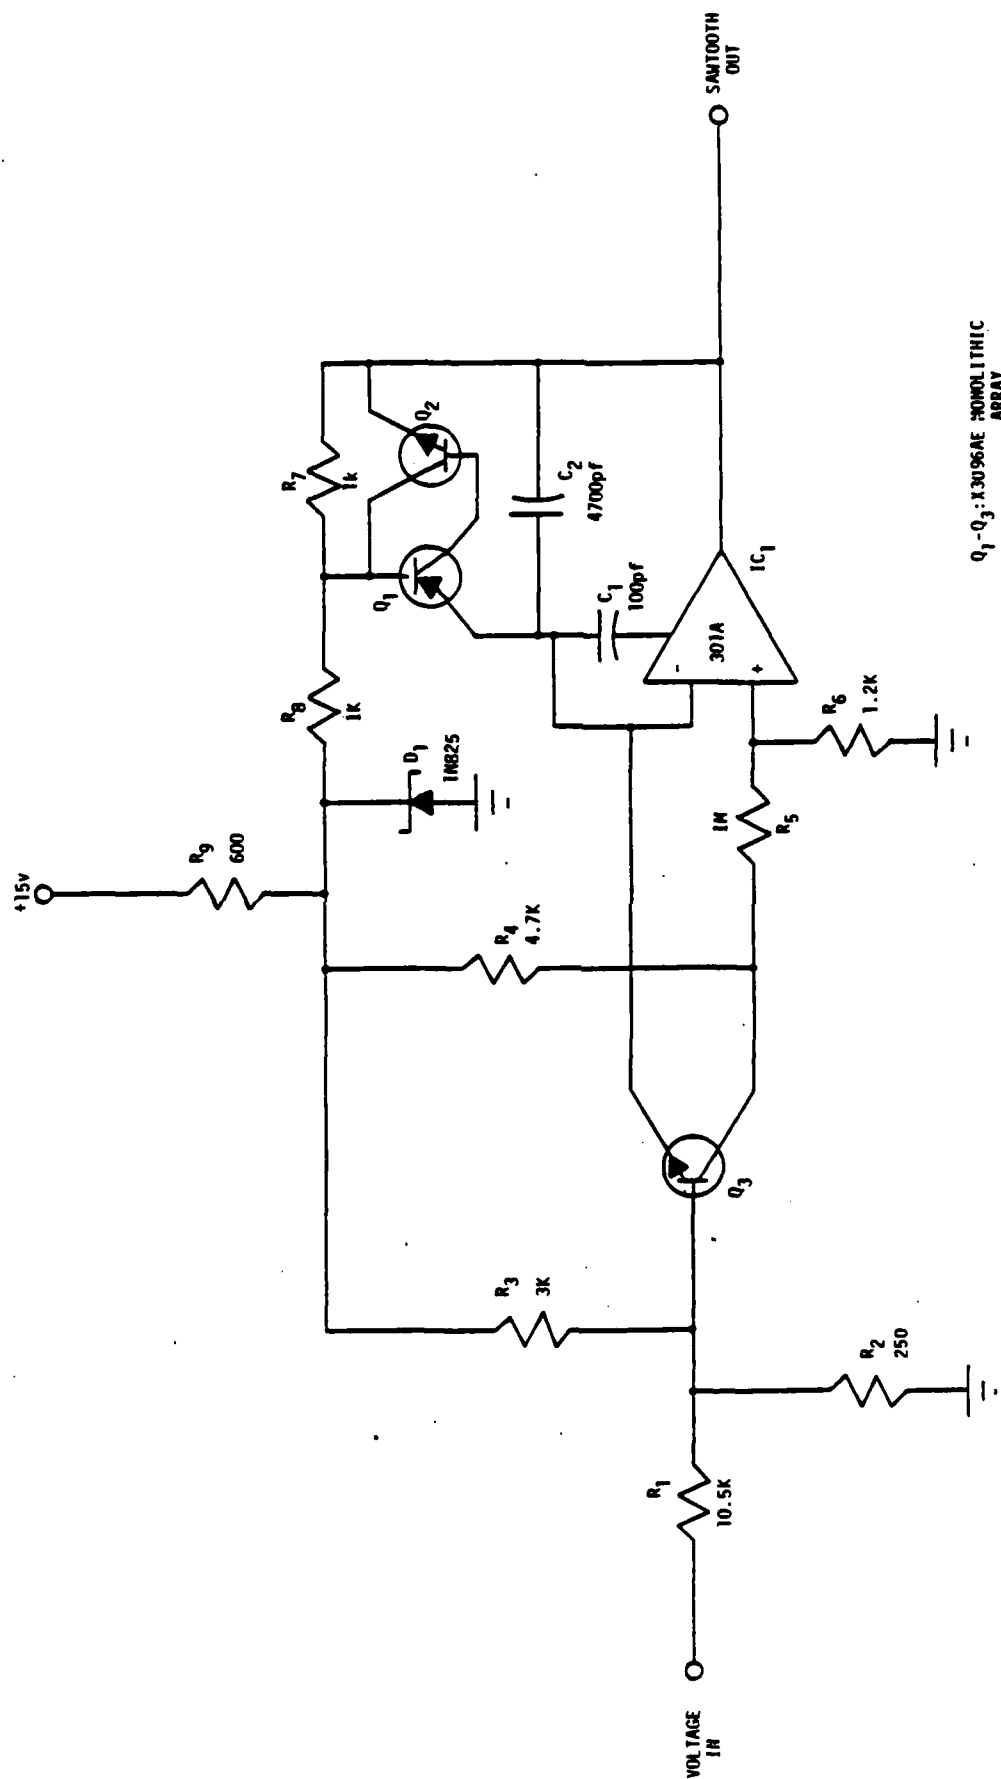 +15v
R9
600
R8
1K
R7
1k
D1
1N825
Q1
Q2
C2
4700pf
C1
100pf
R3
3K
R4
4.7K
-
301A
+
IC1
SAWTOOTH
OUT
VOLTAGE
IN
R1
10.5K
R2
250
Q3
1M
R5
R6
1.2K
Q1-Q3:X3096AE MONOLITHIC
ARRAY